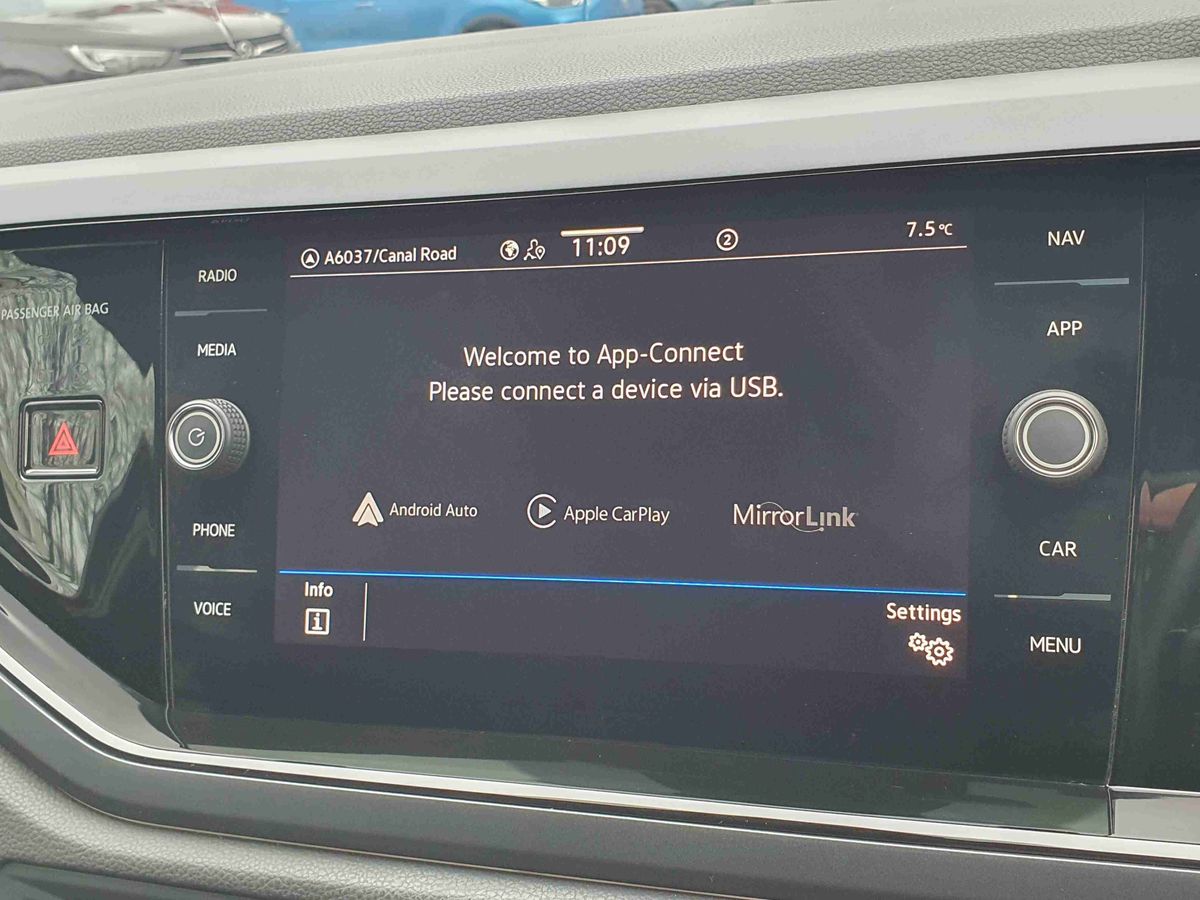 A6037/Canal Road
11:09
2
7.5°C
Welcome to App-Connect
Please connect a device via USB.
Android Auto
Apple CarPlay
MirrorLink
Info
i
Settings
PASSENGER AIR BAG
RADIO
MEDIA
PHONE
VOICE
NAV
APP
CAR
MENU